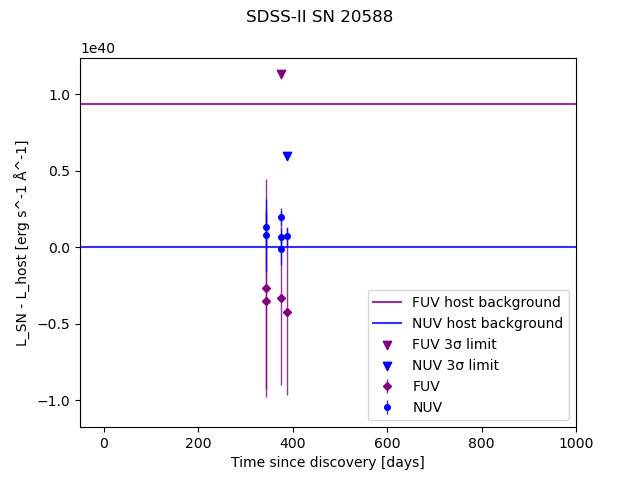 SDSS-II SN 20588
1e40
1.0
0.5
0.0
−0.5
−1.0
L_SN - L_host [erg s^-1 Å^-1]
FUV host background
NUV host background
FUV 3σ limit
NUV 3σ limit
FUV
NUV
0 200 400 600 800 1000
Time since discovery [days]